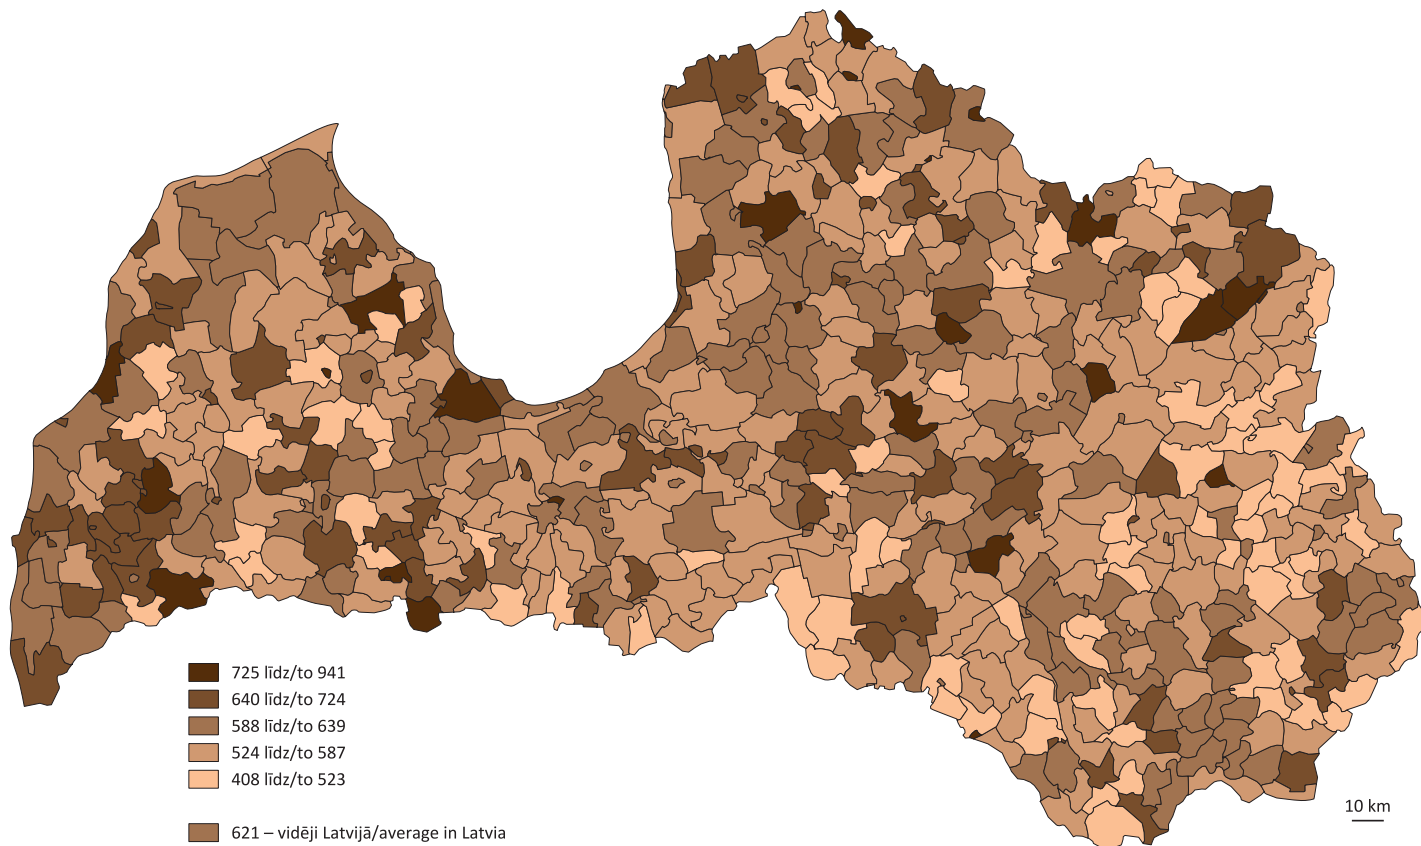 725 līdz/to 941
640 līdz/to 724
588 līdz/to 639
524 līdz/to 587
408 līdz/to 523
621 – vidēji Latvijā/average in Latvia
10 km